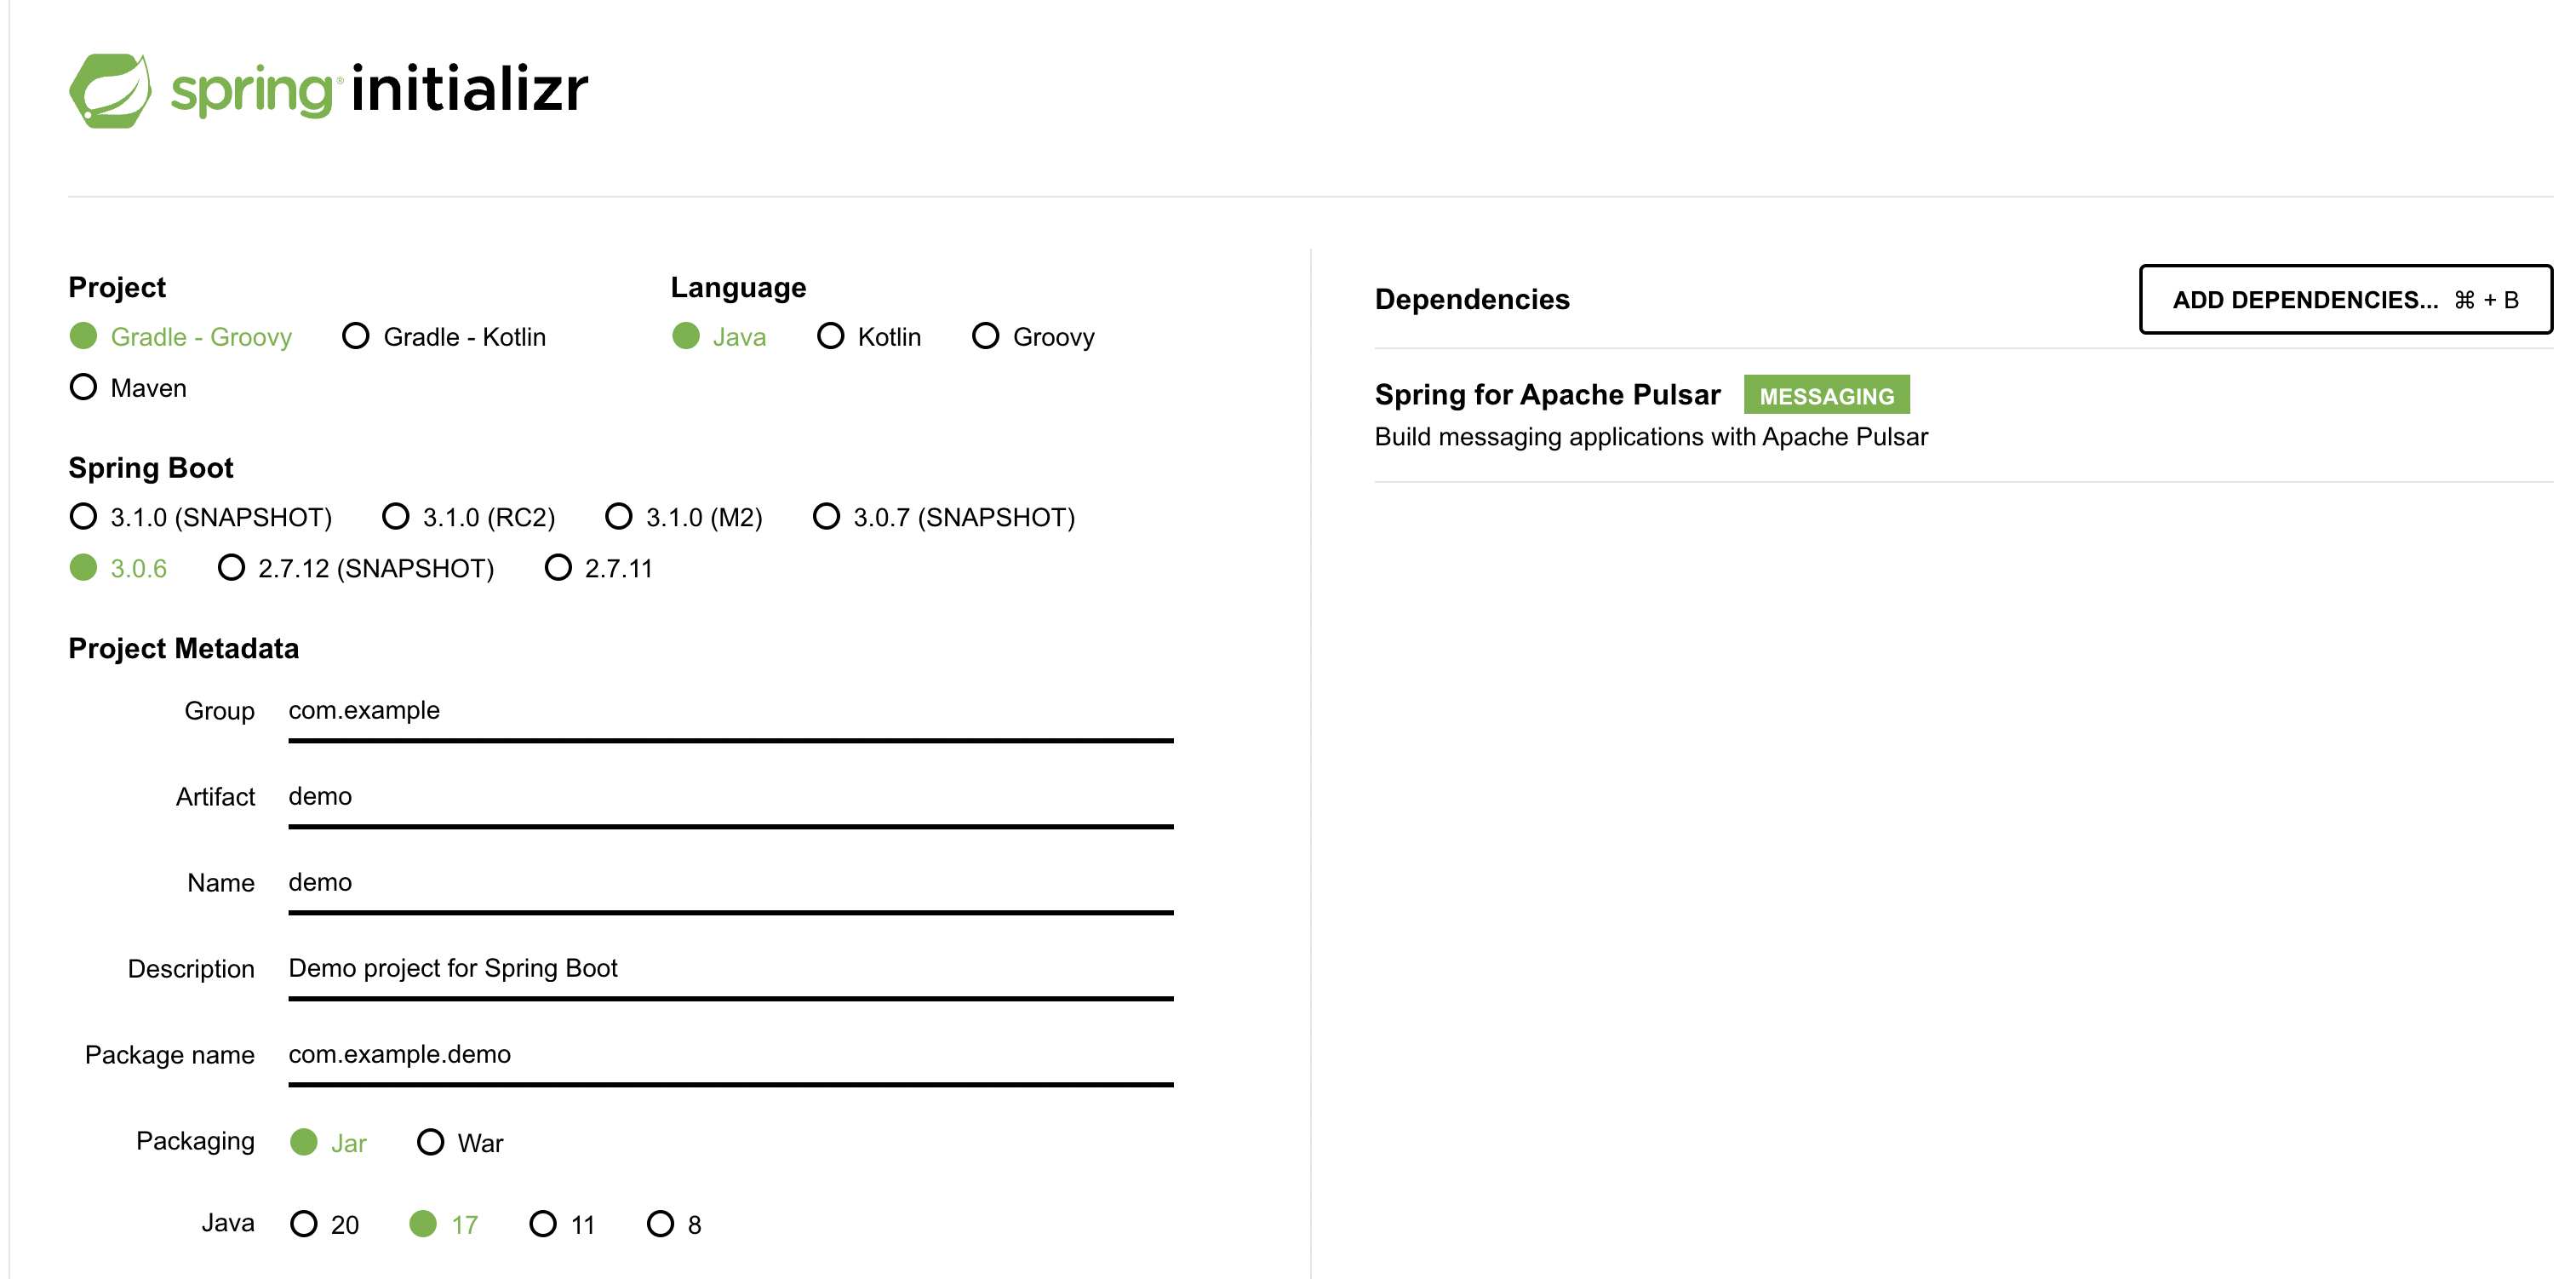 spring® initializr
Project
Gradle - Groovy Gradle - Kotlin
Maven
Language
Java Kotlin Groovy
Spring Boot
3.1.0 (SNAPSHOT) 3.1.0 (RC2) 3.1.0 (M2) 3.0.7 (SNAPSHOT)
3.0.6 2.7.12 (SNAPSHOT) 2.7.11
Project Metadata
Group com.example
Artifact demo
Name demo
Description Demo project for Spring Boot
Package name com.example.demo
Packaging Jar War
Java 20 17 11 8
Dependencies
ADD DEPENDENCIES... ⌘ + B
Spring for Apache Pulsar MESSAGING
Build messaging applications with Apache Pulsar